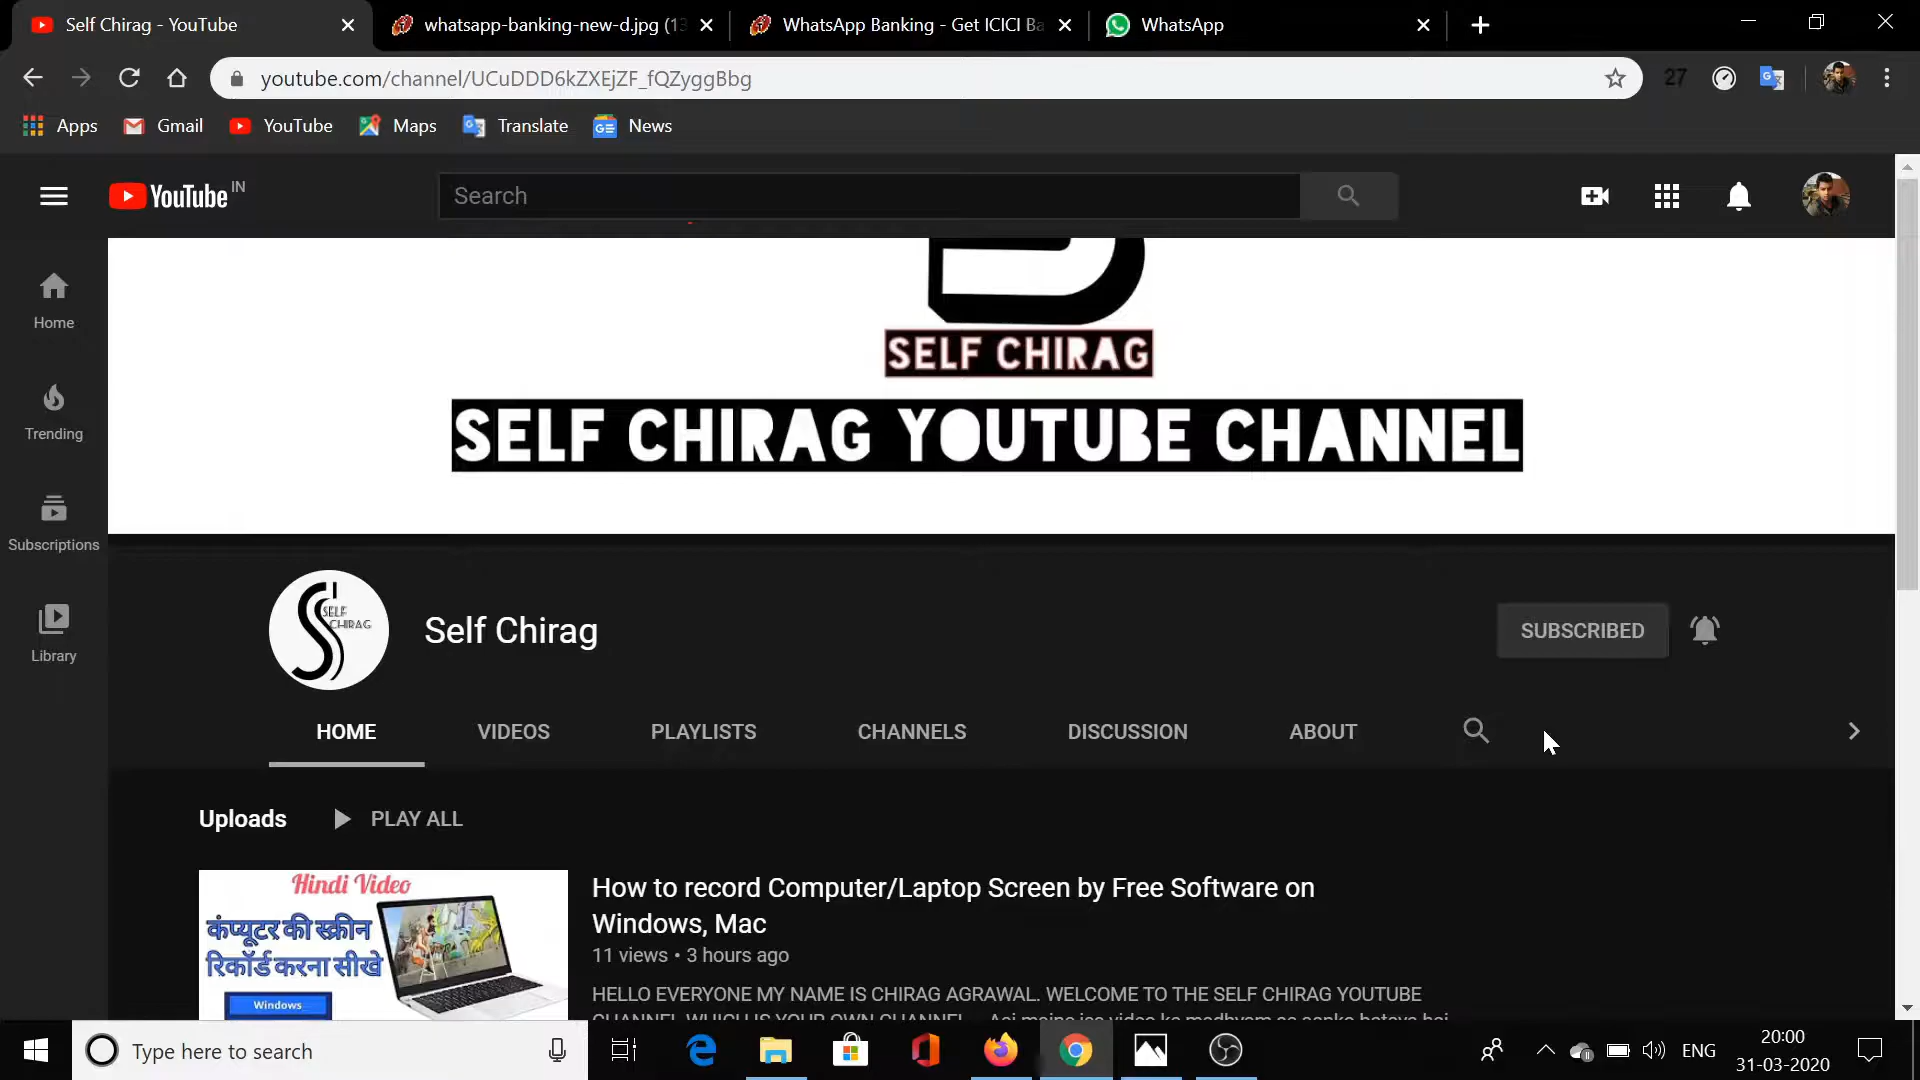 Self Chirag - YouTube
whatsapp-banking-new-d.jpg (13
WhatsApp Banking - Get ICICI Ba
WhatsApp
youtube.com/channel/UCuDDD6kZXEjZF_fQZyggBbg
27
Apps
Gmail
YouTube
Maps
Translate
News
YouTube IN
Search
Home
Trending
Subscriptions
Library
SELF CHIRAG
SELF CHIRAG YOUTUBE CHANNEL
SELF
CHIRAG
Self Chirag
SUBSCRIBED
HOME
VIDEOS
PLAYLISTS
CHANNELS
DISCUSSION
ABOUT
Uploads
PLAY ALL
Hindi Video
कंप्यूटर की स्क्रीन
रिकॉर्ड करना सीखे
Windows
How to record Computer/Laptop Screen by Free Software on
Windows, Mac
11 views • 3 hours ago
HELLO EVERYONE MY NAME IS CHIRAG AGRAWAL. WELCOME TO THE SELF CHIRAG YOUTUBE
Type here to search
ENG
20:00
31-03-2020